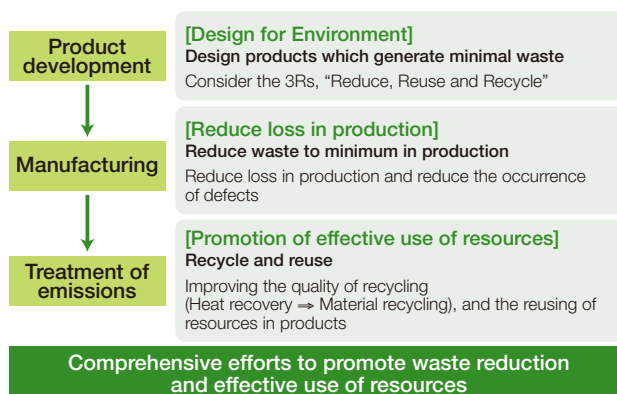 Product
development
[Design for Environment]
Design products which generate minimal waste
Consider the 3Rs, “Reduce, Reuse and Recycle”
Manufacturing
[Reduce loss in production]
Reduce waste to minimum in production
Reduce loss in production and reduce the occurrence
of defects
Treatment of
emissions
[Promotion of effective use of resources]
Recycle and reuse
Improving the quality of recycling
(Heat recovery ⇒ Material recycling), and the reusing of
resources in products
Comprehensive efforts to promote waste reduction
and effective use of resources